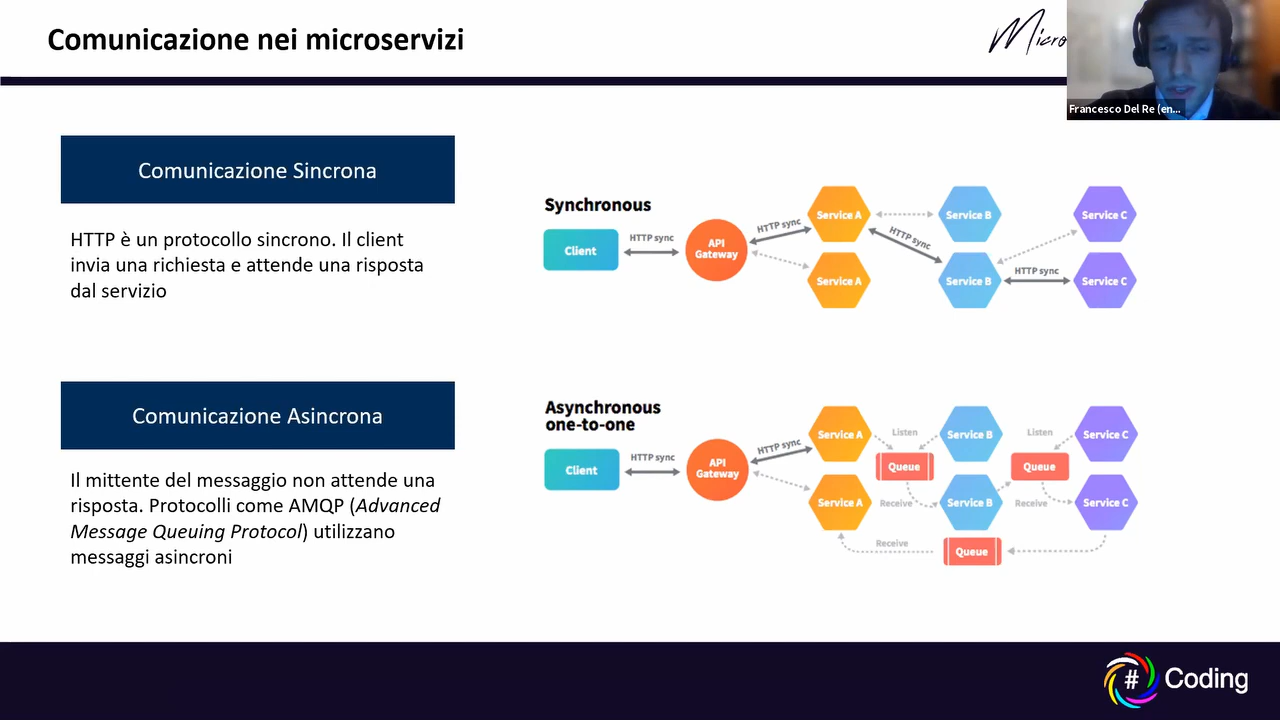 Comunicazione nei microservizi
Micro
Francesco Del Re (en...
Comunicazione Sincrona
HTTP è un protocollo sincrono. Il client
invia una richiesta e attende una risposta
dal servizio
Synchronous
Client
HTTP sync
API
Gateway
HTTP sync
Service A
Service A
HTTP sync
Service B
Service B
HTTP sync
Service C
Service C
Comunicazione Asincrona
Il mittente del messaggio non attende una
risposta. Protocolli come AMQP (Advanced
Message Queuing Protocol) utilizzano
messaggi asincroni
Asynchronous
one-to-one
Client
HTTP sync
API
Gateway
HTTP sync
Service A
Service A
Listen
Queue
Receive
Service B
Service B
Listen
Queue
Receive
Service C
Service C
Receive
Queue
# Coding